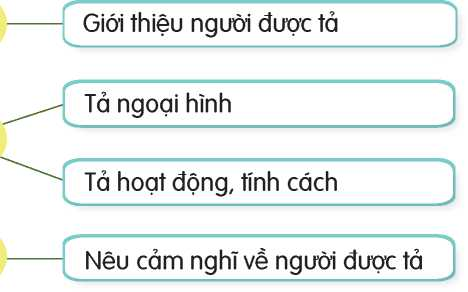 Giới thiệu người được tả
Tả ngoại hình
Tả hoạt động, tính cách
Nêu cảm nghĩ về người được tả